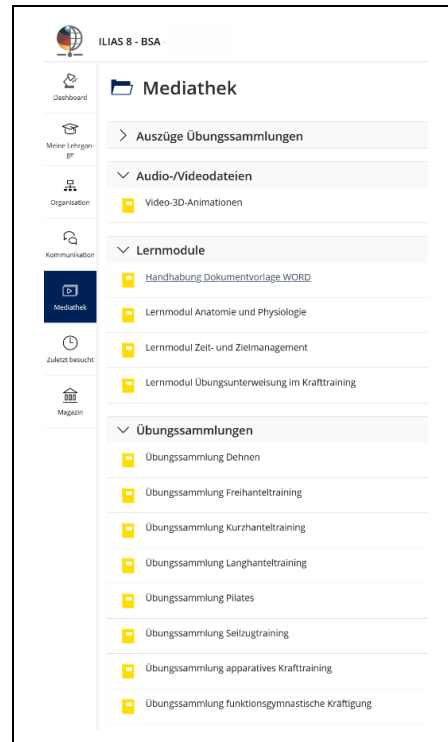 ILIAS 8 - BSA
Dashboard
Meine Lehrgän-
ge
Organisation
Kommunikation
Mediathek
Zuletzt besucht
Magazin
Mediathek
Auszüge Übungssammlungen
Audio-/Videodateien
Video-3D-Animationen
Lernmodule
Handhabung Dokumentvorlage WORD
Lernmodul Anatomie und Physiologie
Lernmodul Zeit- und Zielmanagement
Lernmodul Übungsunterweisung im Krafttraining
Übungssammlungen
Übungssammlung Dehnen
Übungssammlung Freihanteltraining
Übungssammlung Kurzhanteltraining
Übungssammlung Langhanteltraining
Übungssammlung Pilates
Übungssammlung Seilzugtraining
Übungssammlung apparatives Krafttraining
Übungssammlung funktionsgymnastische Kräftigung